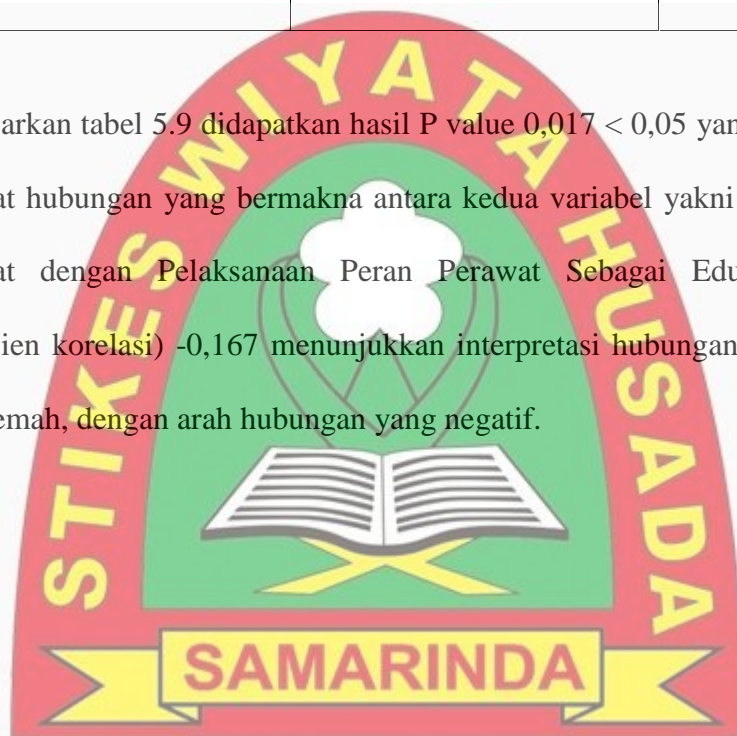 arkan tabel 5.9 didapatkan hasil P value 0,017 < 0,05 yan
at hubungan yang bermakna antara kedua variabel yakni
at dengan Pelaksanaan Peran Perawat Sebagai Edu
ien korelasi) -0,167 menunjukkan interpretasi hubungan
emah, dengan arah hubungan yang negatif.
STIKES WIYATA HUSADA
SAMARINDA